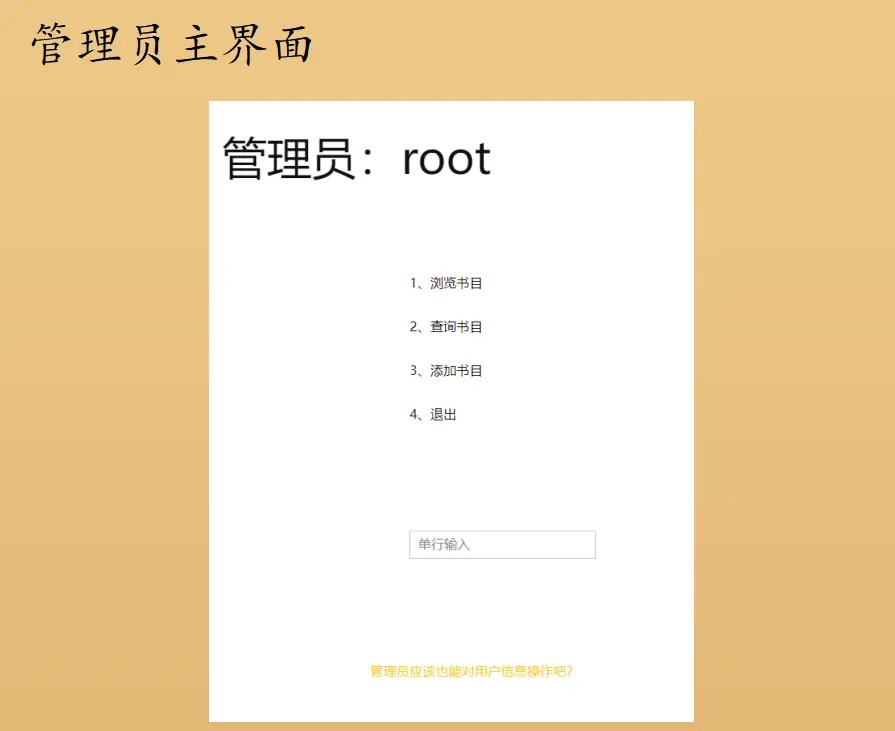 管理员主界面
管理员：root
1、浏览书目
2、查询书目
3、添加书目
4、退出
单行输入
管理员应该也能对用户信息操作吧?